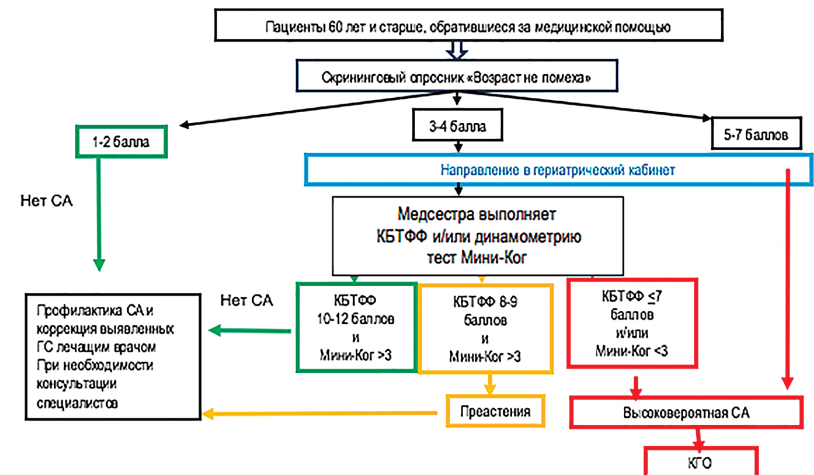 Пациенты 60 лет и старше, обратившиеся за медицинской помощью
Скрининговый спросник «Возраст не помеха»
1-2 балла
3-4 балла
5-7 баллов
Направление в гериатрический кабинет
Нет СА
Медсестра выполняет
КБТФФ и/или динамометрию
тест Мини-Ког
Нет СА
КБТФФ
10-12 баллов
и
Мини-Ког >3
КБТФФ 8-9
баллов
и
Мини-Ког >3
КБТФФ ≤7
баллов
и/или
Мини-Ког <3
Профилактика СА и
коррекция выявленных
ГС лечащим врачом
При необходимости
консультации
специалистов
Преастения
Высоковероятная СА
КГО